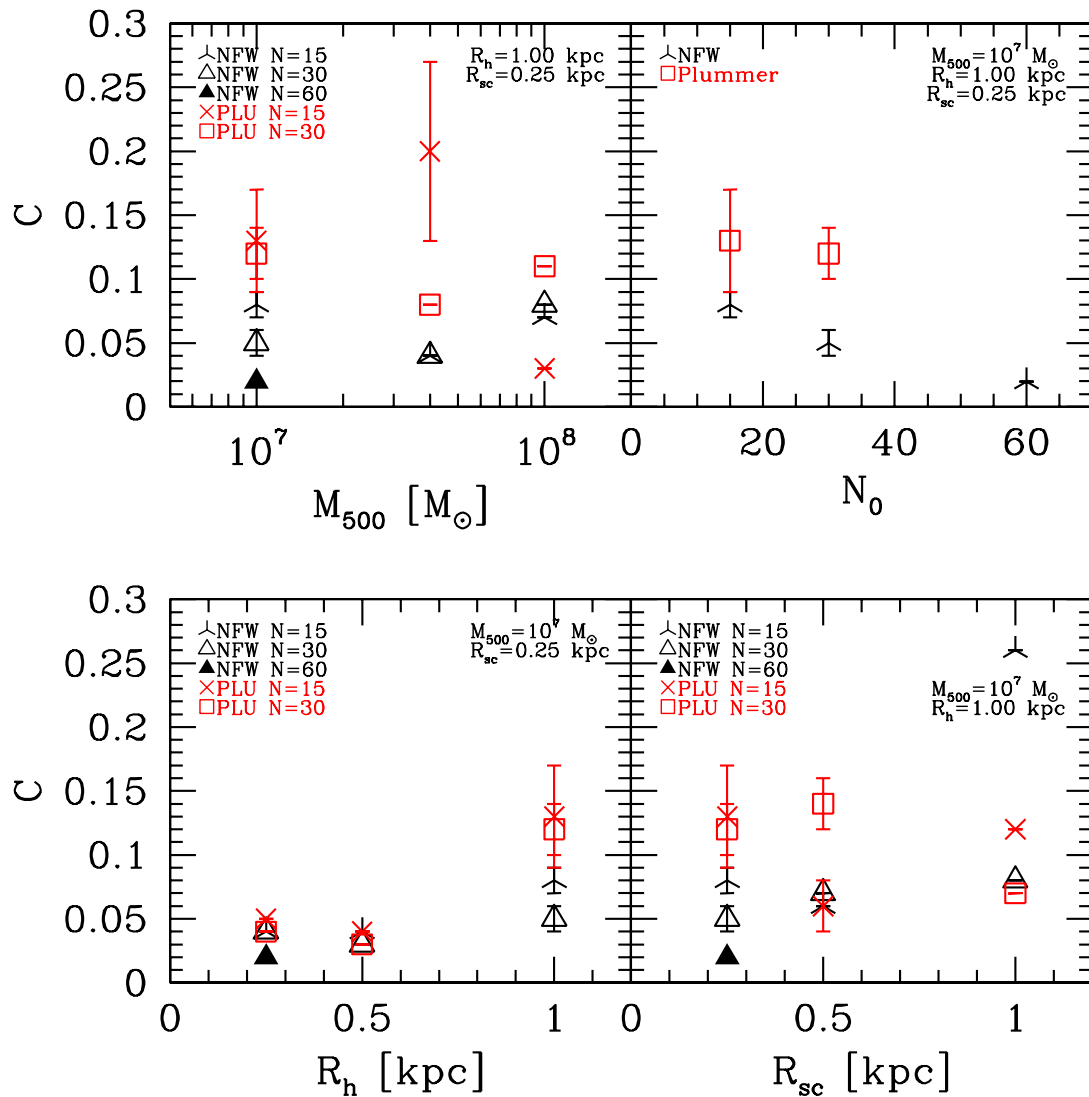 0.3
0.25
0.2
0.15
0.1
0.05
0
C
NFW N=15
NFW N=30
NFW N=60
PLU N=15
PLU N=30
R_h=1.00 kpc
R_sc=0.25 kpc
10^7
10^8
M_500 [M_⊙]
NFW
Plummer
M_500=10^7 M_⊙
R_h=1.00 kpc
R_sc=0.25 kpc
0
20
40
60
N_0
0.3
0.25
0.2
0.15
0.1
0.05
0
C
NFW N=15
NFW N=30
NFW N=60
PLU N=15
PLU N=30
M_500=10^7 M_⊙
R_sc=0.25 kpc
0
0.5
1
R_h [kpc]
NFW N=15
NFW N=30
NFW N=60
PLU N=15
PLU N=30
M_500=10^7 M_⊙
R_h=1.00 kpc
0
0.5
1
R_sc [kpc]